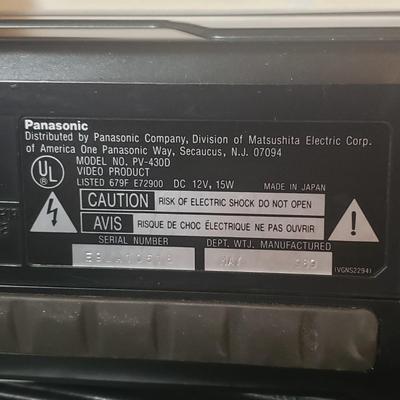 Panasonic
Distributed by Panasonic Company, Division of Matsushita Electric Corp.
of America One Panasonic Way, Secaucus, N.J. 07094
MODEL NO. PV-430D
VIDEO PRODUCT
UL
LISTED 679F E72900 DC 12V, 15W MADE IN JAPAN
CAUTION RISK OF ELECTRIC SHOCK DO NOT OPEN
AVIS RISQUE DE CHOC ÉLECTRIQUE NE PAS OUVRIR
SERIAL NUMBER DEPT. WTJ. MANUFACTURED
MAY
(VGNS2294)